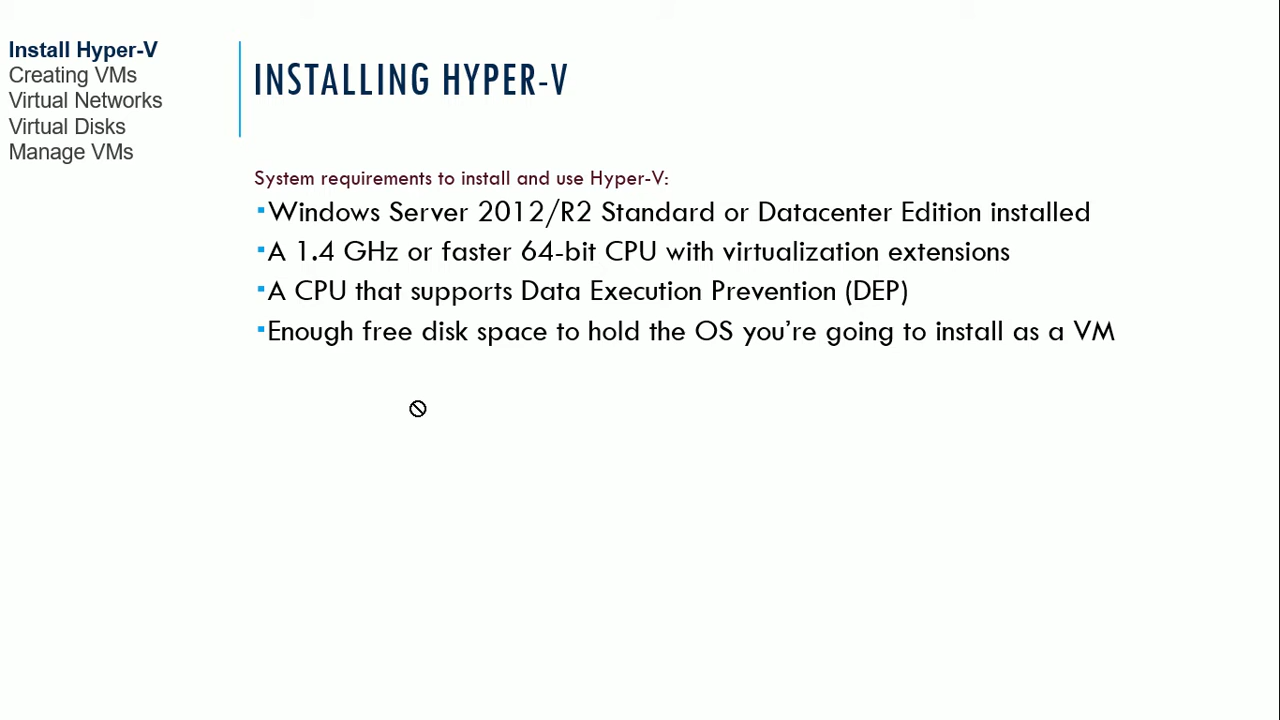 Install Hyper-V
Creating VMs
Virtual Networks
Virtual Disks
Manage VMs
INSTALLING HYPER-V
System requirements to install and use Hyper-V:
▪Windows Server 2012/R2 Standard or Datacenter Edition installed
▪A 1.4 GHz or faster 64-bit CPU with virtualization extensions
▪A CPU that supports Data Execution Prevention (DEP)
▪Enough free disk space to hold the OS you’re going to install as a VM